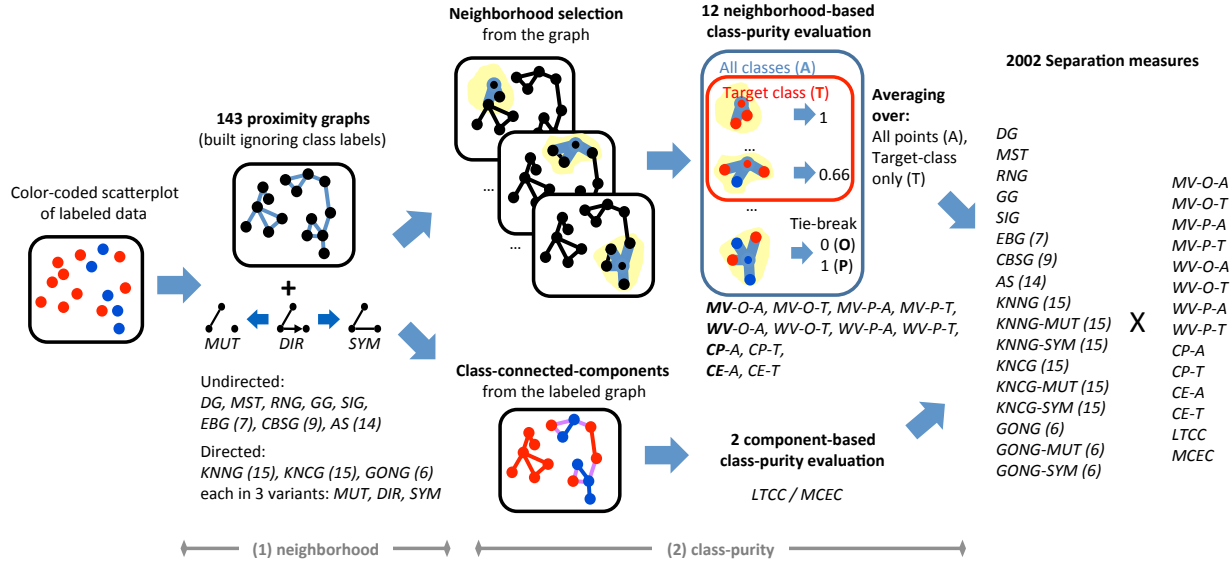 Color-coded scatterplot
of labeled data
143 proximity graphs
(built ignoring class labels)
+
MUT
DIR
SYM
Undirected:
DG, MST, RNG, GG, SIG,
EBG (7), CBSG (9), AS (14)
Directed:
KNNG (15), KNCG (15), GONG (6)
each in 3 variants: MUT, DIR, SYM
(1) neighborhood
Neighborhood selection
from the graph
...
...
Class-connected-components
from the labeled graph
12 neighborhood-based
class-purity evaluation
All classes (A)
Target class (T)
1
...
0.66
...
Tie-break
0 (O)
1 (P)
Averaging
over:
All points (A),
Target-class
only (T)
MV-O-A, MV-O-T, MV-P-A, MV-P-T,
WV-O-A, WV-O-T, WV-P-A, WV-P-T,
CP-A, CP-T,
CE-A, CE-T
2 component-based
class-purity evaluation
LTCC / MCEC
(2) class-purity
2002 Separation measures
DG
MST
RNG
GG
SIG
EBG (7)
CBSG (9)
AS (14)
KNNG (15)
KNNG-MUT (15)
KNNG-SYM (15)
KNCG (15)
KNCG-MUT (15)
KNCG-SYM (15)
GONG (6)
GONG-MUT (6)
GONG-SYM (6)
X
MV-O-A
MV-O-T
MV-P-A
MV-P-T
WV-O-A
WV-O-T
WV-P-A
WV-P-T
CP-A
CP-T
CE-A
CE-T
LTCC
MCEC